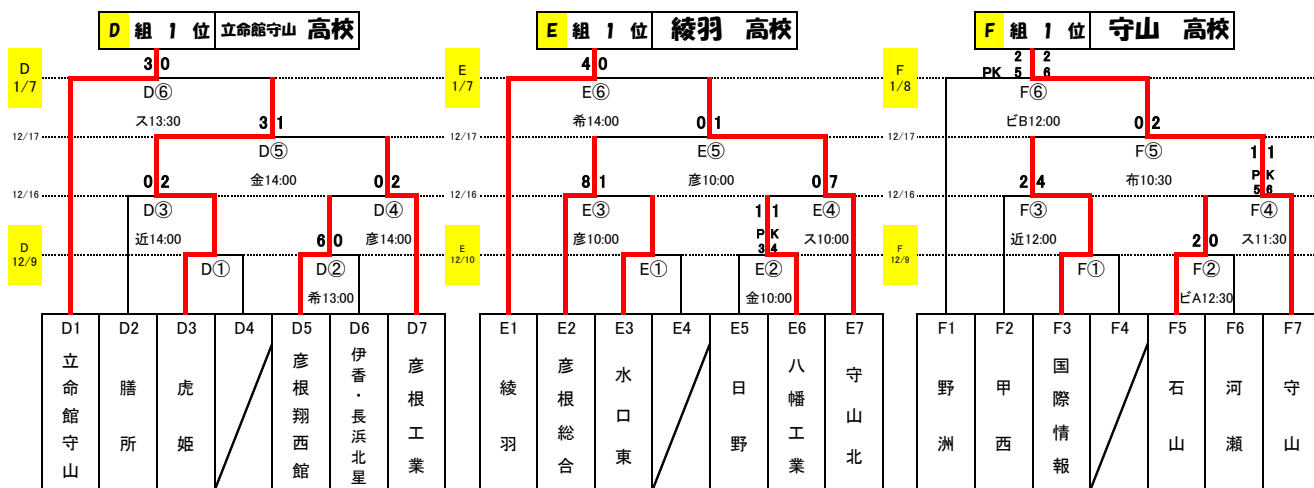 D 組 1 位 立命館守山 高校
D
1/7
3 0
D⑥
ス13:30
12/17
3 1
D⑤
金14:00
12/16
0 2
D③
近14:00
0 2
D④
彦14:00
D
12/9
D①
6 0
D②
希13:00
D1 立命館守山
D2 膳所
D3 虎姫
D4
D5 彦根翔西館
D6 伊香・長浜北星
D7 彦根工業
E 組 1 位 綾羽 高校
E
1/7
4 0
E⑥
希14:00
12/17
0 1
E⑤
彦10:00
12/16
8 1
E③
彦10:00
0 7
E④
ス10:00
E
12/10
E①
1 1
P K
3 4
E②
金10:00
E1 綾羽
E2 彦根総合
E3 水口東
E4
E5 日野
E6 八幡工業
E7 守山北
F 組 1 位 守山 高校
F
1/8
2 2
PK 5 6
F⑥
ビB12:00
12/17
0 2
F⑤
布10:30
12/16
2 4
F③
近12:00
1 1
P K
5 6
F④
ス11:30
F
12/9
F①
2 0
F②
ビA12:30
F1 野洲
F2 甲西
F3 国際情報
F4
F5 石山
F6 河瀬
F7 守山